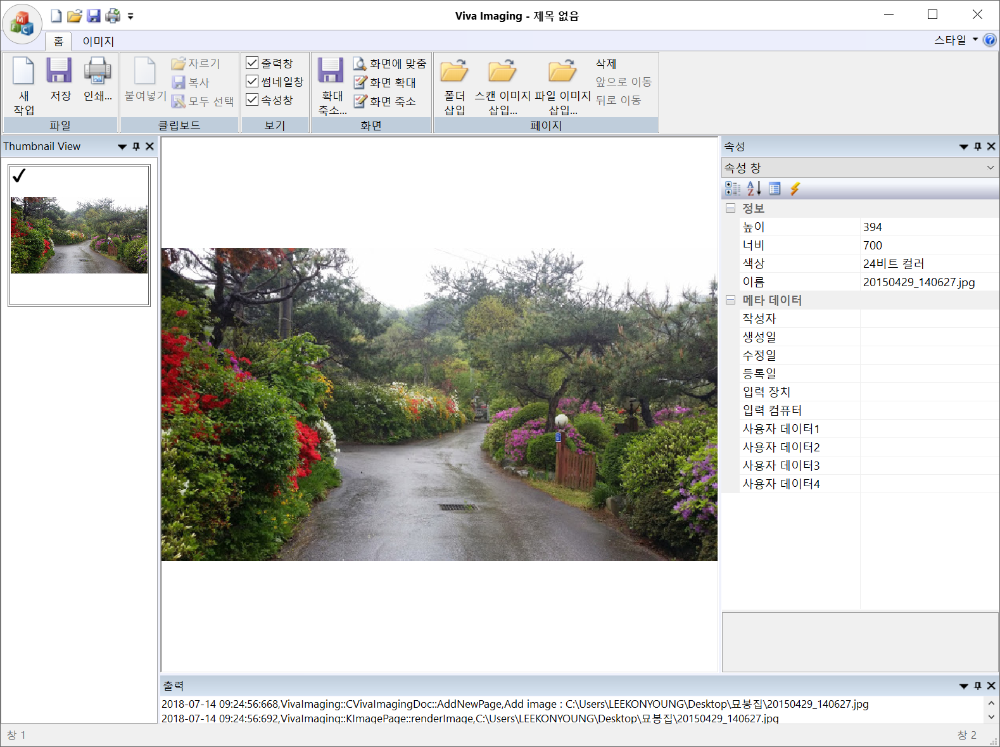 Viva Imaging - 제목 없음
홈
이미지
스타일
새
작업
저장
인쇄...
파일
붙여넣기
자르기
복사
모두 선택
클립보드
출력창
썸네일창
속성창
보기
확대
축소...
화면에 맞춤
화면 확대
화면 축소
화면
폴더
삽입
스캔 이미지
삽입...
파일 이미지
삽입...
삭제
앞으로 이동
뒤로 이동
페이지
Thumbnail View
속성
속성 창
정보
높이 394
너비 700
색상 24비트 컬러
이름 20150429_140627.jpg
메타 데이터
작성자
생성일
수정일
등록일
입력 장치
입력 컴퓨터
사용자 데이터1
사용자 데이터2
사용자 데이터3
사용자 데이터4
출력
2018-07-14 09:24:56:668,VivaImaging::CVivaImagingDoc::AddNewPage,Add image : C:\Users\LEEKONYOUNG\Desktop\묘봉집\20150429_140627.jpg
2018-07-14 09:24:56:692,VivaImaging::KImagePage::renderImage,C:\Users\LEEKONYOUNG\Desktop\묘봉집\20150429_140627.jpg
창 1
창 2